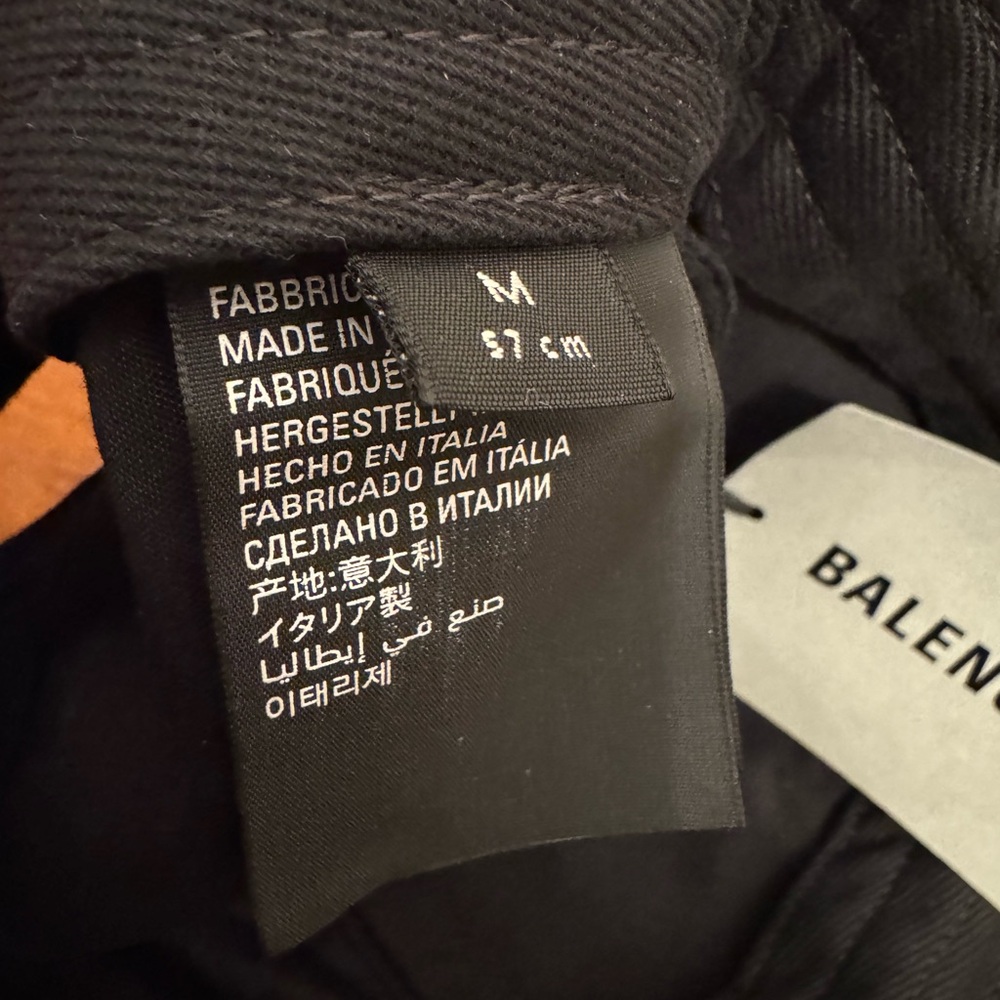 M
57 cm
FABBRIC
MADE IN
FABRIQUÉ
HERGESTELLT
HECHO EN ITALIA
FABRICADO EM ITÁLIA
СДЕЛАНО В ИТАЛИИ
产地:意大利
イタリア製
صنع في إيطاليا
이태리제
BALEN